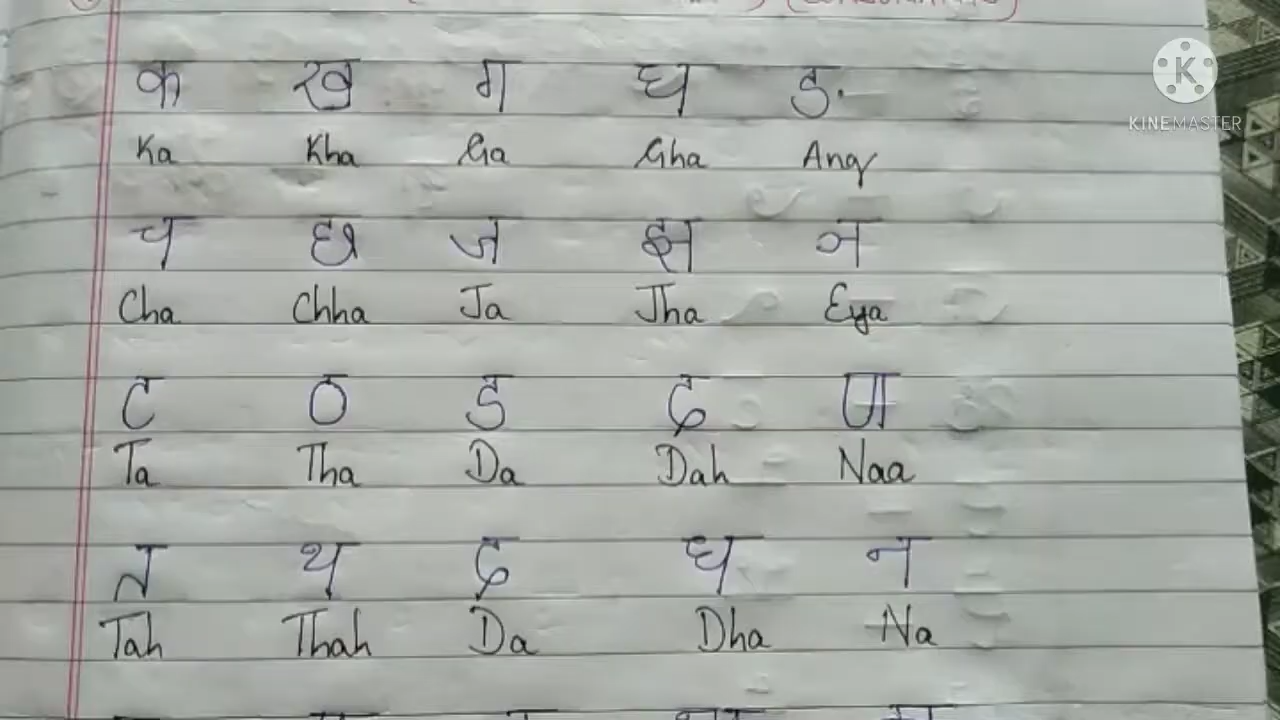 क ख ग घ ङ
Ka Kha Ga Gha Ang
च छ ज झ ञ
Cha Chha Ja Jha Eya
ट ठ ड ढ ण
Ta Tha Da Dah Naa
त थ द ध न
Tah Thah Da Dha Na
K
KINEMASTER